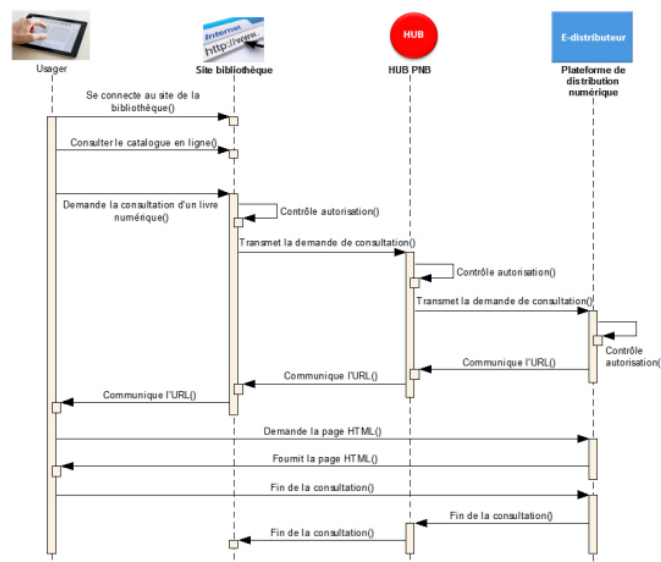 Internet
http://www.
HUB
E-distributeur
Usager
Site bibliothèque
HUB PNB
Plateforme de
distribution
numérique
Se connecte au site de la
bibliothèque()
Consulter le catalogue en ligne()
Demande la consultation d'un livre
numérique()
Contrôle autorisation()
Transmet la demande de consultation()
Contrôle autorisation()
Transmet la demande de consultation()
Contrôle
autorisation(
Communique l'URL()
Communique l'URL()
Communique l'URL()
Demande la page HTML()
Fournit la page HTML()
Fin de la consultation()
Fin de la consultation()
Fin de la consultation()